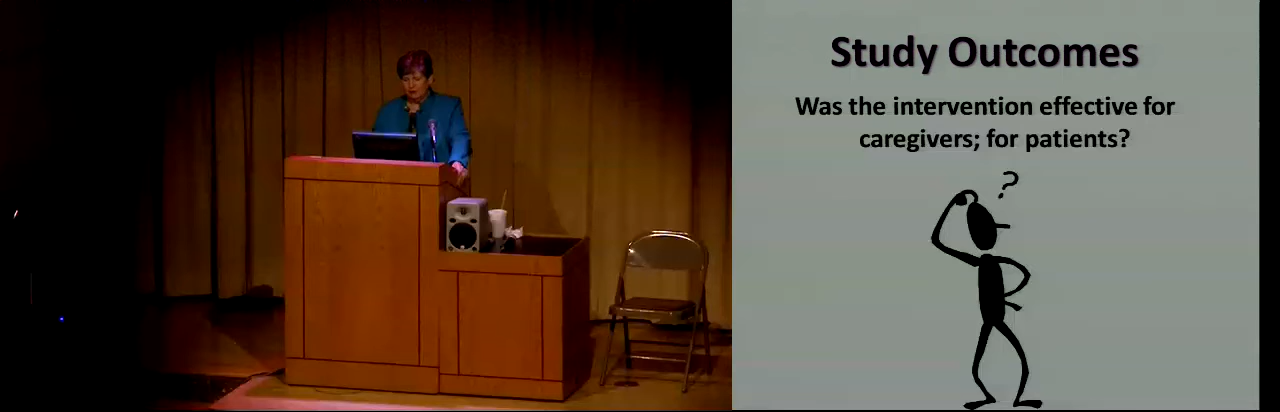 Study Outcomes
Was the intervention effective for
caregivers; for patients?
?